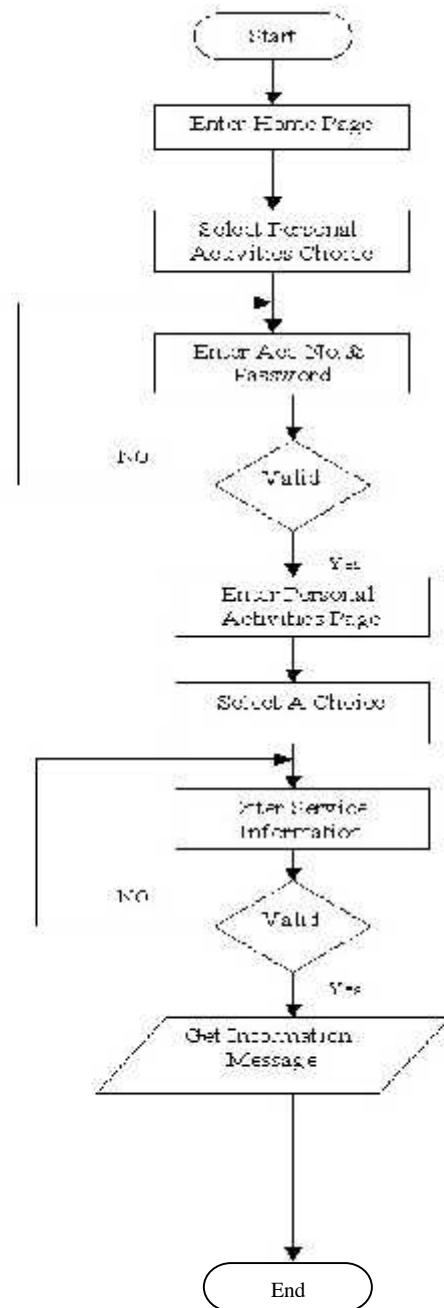 Start
Enter Home Page
Select Personal
Activities Choice
Enter Acc No. &
Password
NO
Valid
Yes
Enter Personal
Activities Page
Select A Choice
Enter Service
Information
NO
Valid
Yes
Get Information
Message
End